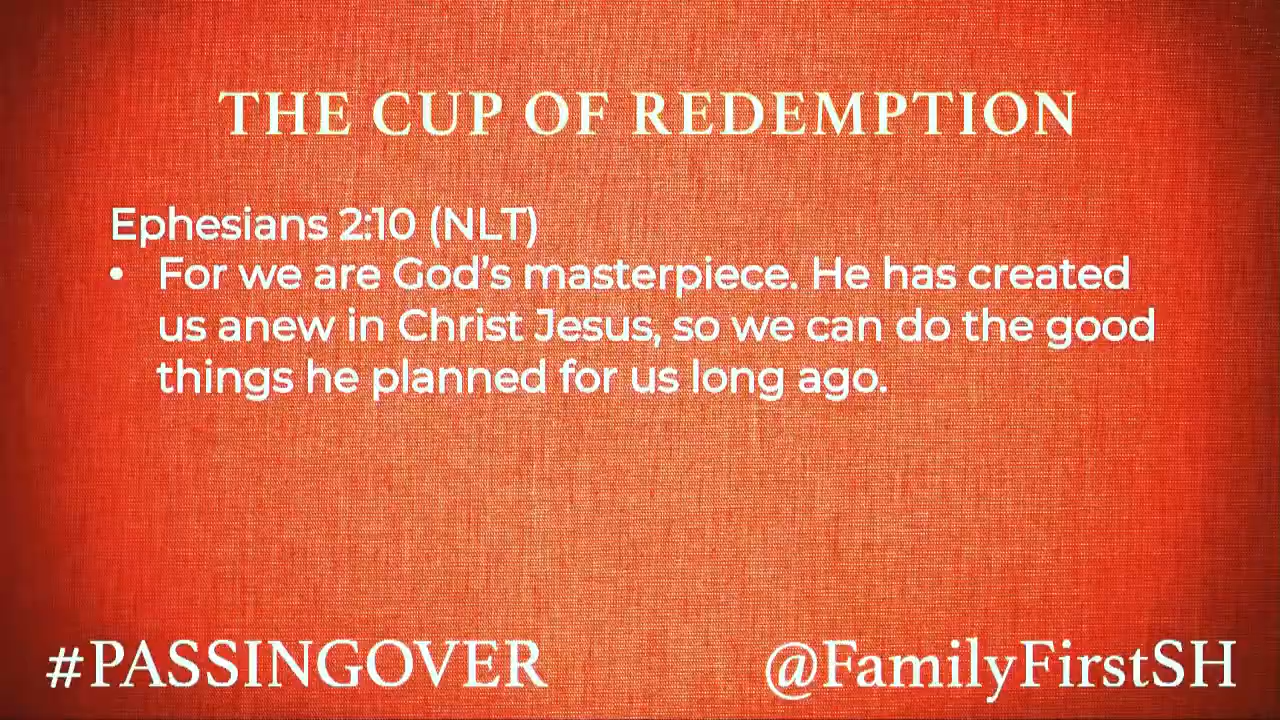 THE CUP OF REDEMPTION
Ephesians 2:10 (NLT)
• For we are God's masterpiece. He has created
us anew in Christ Jesus, so we can do the good
things he planned for us long ago.
#PASSINGOVER
@FamilyFirstSH